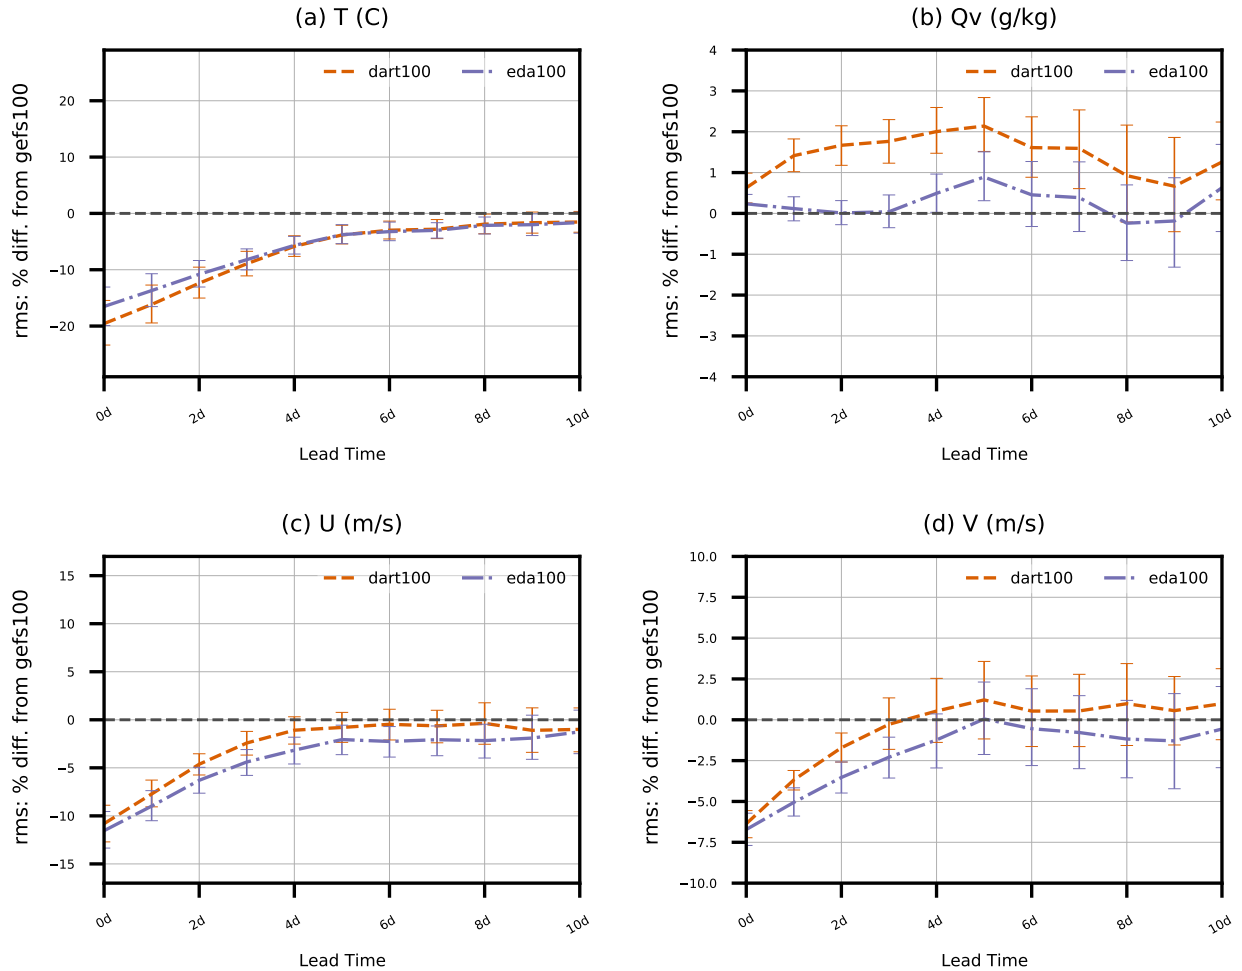 (a) T (C)
rms: % diff. from gefs100
dart100 eda100
20
10
0
−10
−20
0d 2d 4d 6d 8d 10d
Lead Time
(b) Qv (g/kg)
rms: % diff. from gefs100
dart100 eda100
4
3
2
1
0
−1
−2
−3
−4
0d 2d 4d 6d 8d 10d
Lead Time
(c) U (m/s)
rms: % diff. from gefs100
dart100 eda100
15
10
5
0
−5
−10
−15
0d 2d 4d 6d 8d 10d
Lead Time
(d) V (m/s)
rms: % diff. from gefs100
dart100 eda100
10.0
7.5
5.0
2.5
0.0
−2.5
−5.0
−7.5
−10.0
0d 2d 4d 6d 8d 10d
Lead Time